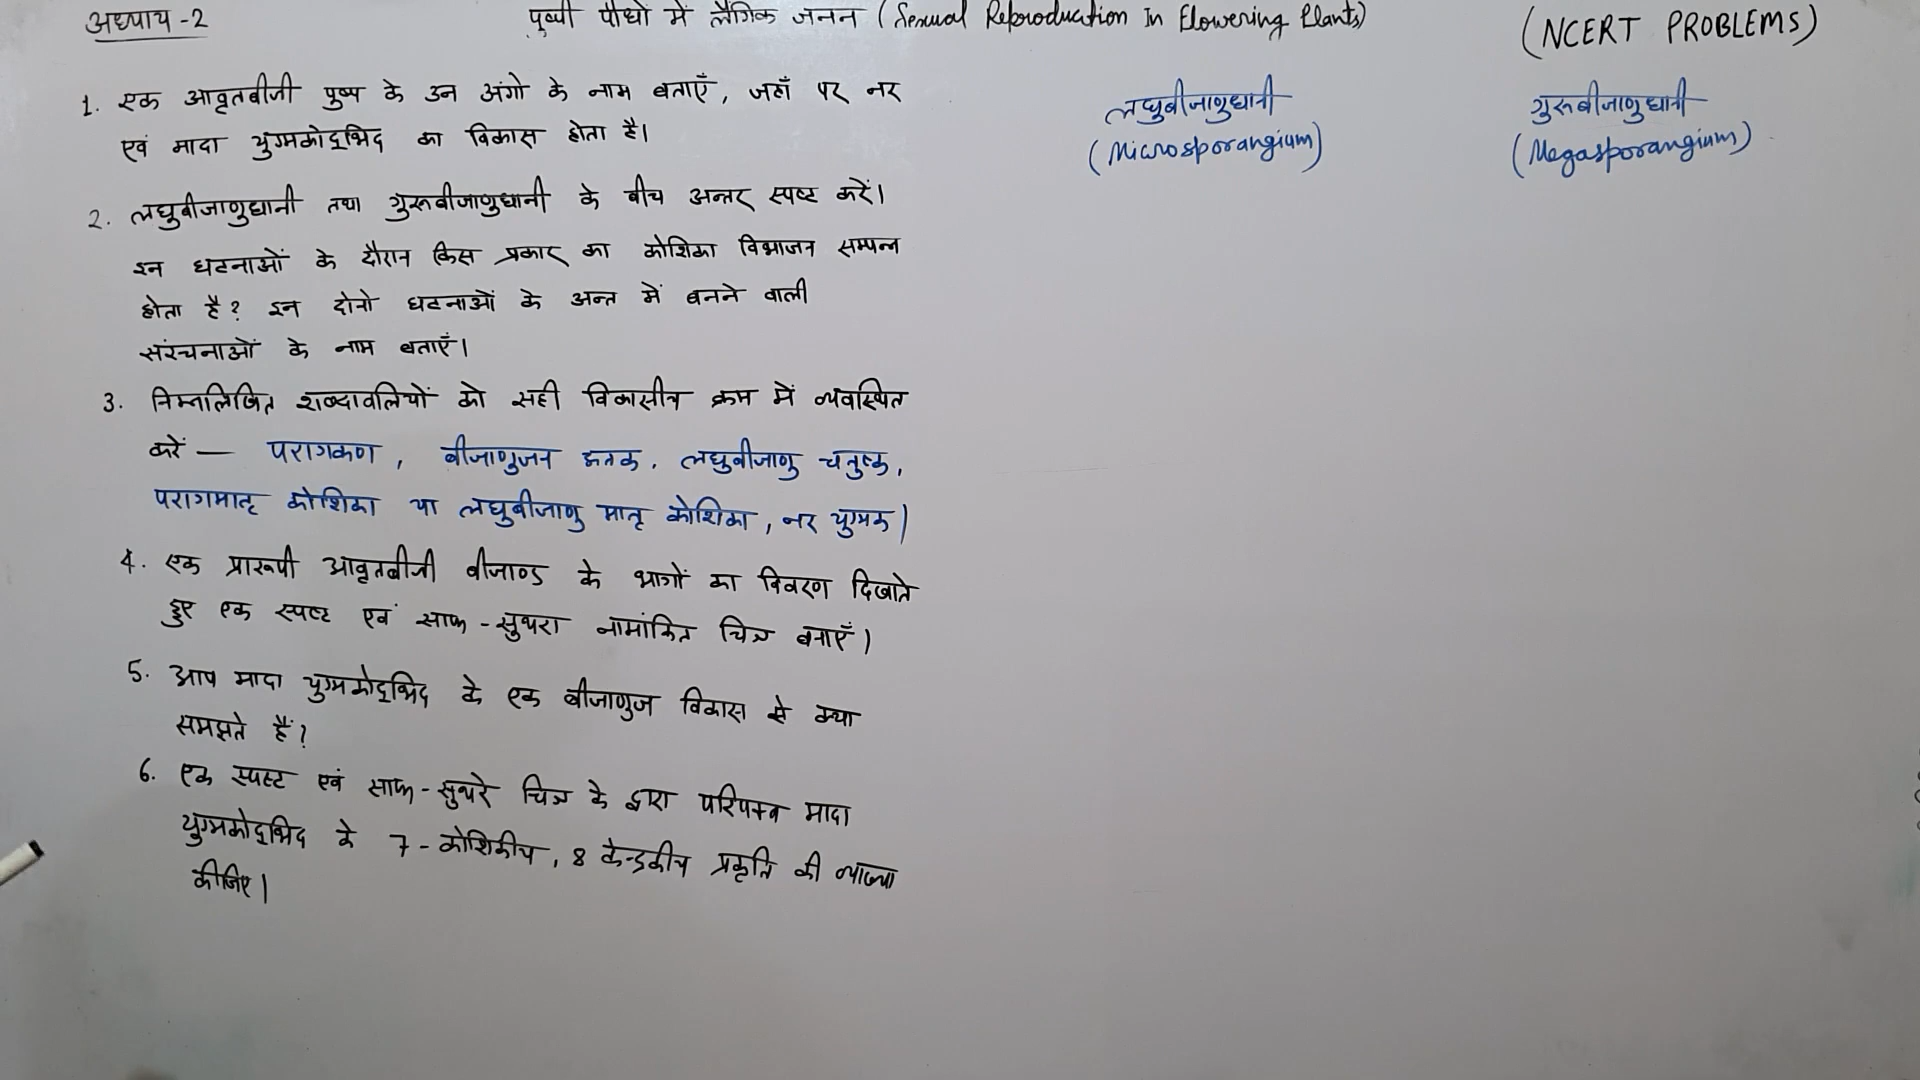 अध्याय -2
पुष्पी पौधों में लैंगिक जनन (Sexual Reproduction In Flowering Plants)
(NCERT PROBLEMS)
1. एक आवृतबीजी पुष्प के उन अंगो के नाम बताएँ, जहाँ पर नर
एवं मादा युग्मकोद्भिद का विकास होता है।
2. लघुबीजाणुधानी तथा गुरुबीजाणुधानी के बीच अन्तर स्पष्ट करें।
इन घटनाओं के दौरान किस प्रकार का कोशिका विभाजन सम्पन्न
होता है? इन दोनो घटनाओं के अन्त में बनने वाली
संरचनाओं के नाम बताएँ।
3. निम्नलिखित शब्दावलियों को सही विकासीय क्रम में व्यवस्थित
करें — परागकण, बीजाणुजन ऊतक, लघुबीजाणु चतुष्क,
परागमातृ कोशिका या लघुबीजाणु मातृ कोशिका, नर युग्मक।
4. एक प्रारूपी आवृतबीजी बीजाण्ड के भागों का विवरण दिखाते
हुए एक स्पष्ट एवं साफ-सुथरा नामांकित चित्र बनाएँ।
5. आप मादा युग्मकोद्भिद के एक बीजाणुज विकास से क्या
समझते हैं?
6. एक स्पष्ट एवं साफ-सुथरे चित्र के द्वारा परिपक्व मादा
युग्मकोद्भिद के 7-कोशिकीय, 8 केन्द्रकीय प्रकृति की व्याख्या
कीजिए।
लघुबीजाणुधानी
(Microsporangium)
गुरुबीजाणुधानी
(Megasporangium)